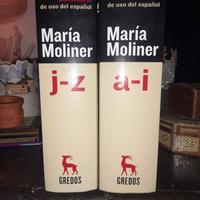 de uso del español
María
Moliner
j-z
GREDOS
de uso del español
María
Moliner
a-i
GREDOS